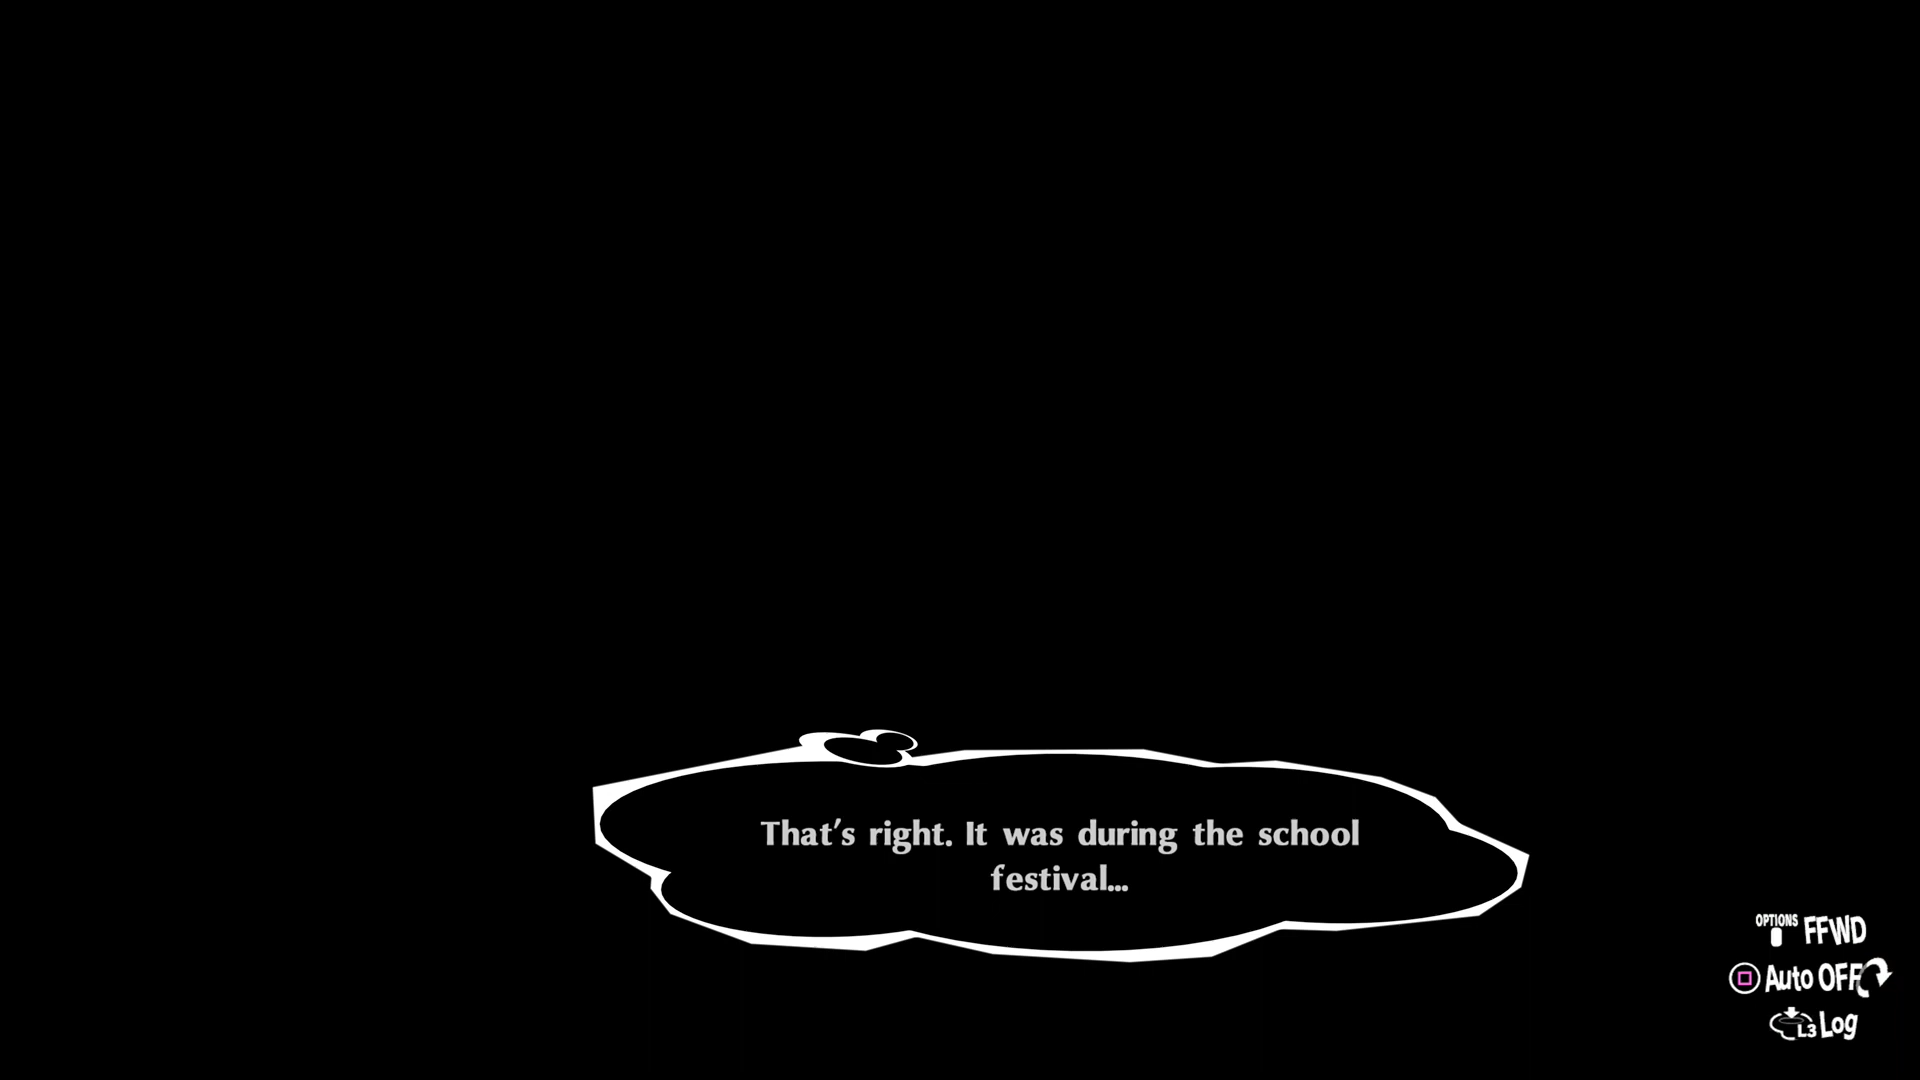 That's right. It was during the school
festival...
OPTIONS FFWD
Auto OFF
L3 Log